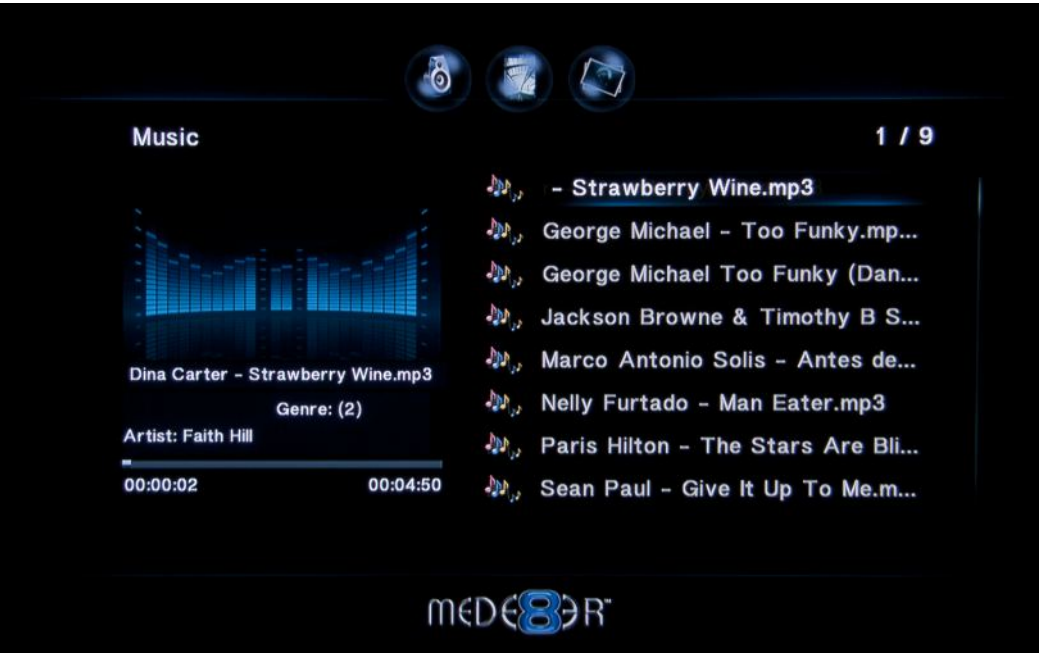 Music
1 / 9
- Strawberry Wine.mp3
George Michael - Too Funky.mp...
George Michael Too Funky (Dan...
Jackson Browne & Timothy B S...
Marco Antonio Solis - Antes de...
Nelly Furtado - Man Eater.mp3
Paris Hilton - The Stars Are Bli...
Sean Paul - Give It Up To Me.m...
Dina Carter - Strawberry Wine.mp3
Genre: (2)
Artist: Faith Hill
00:00:02
00:04:50
MEDE8ER™